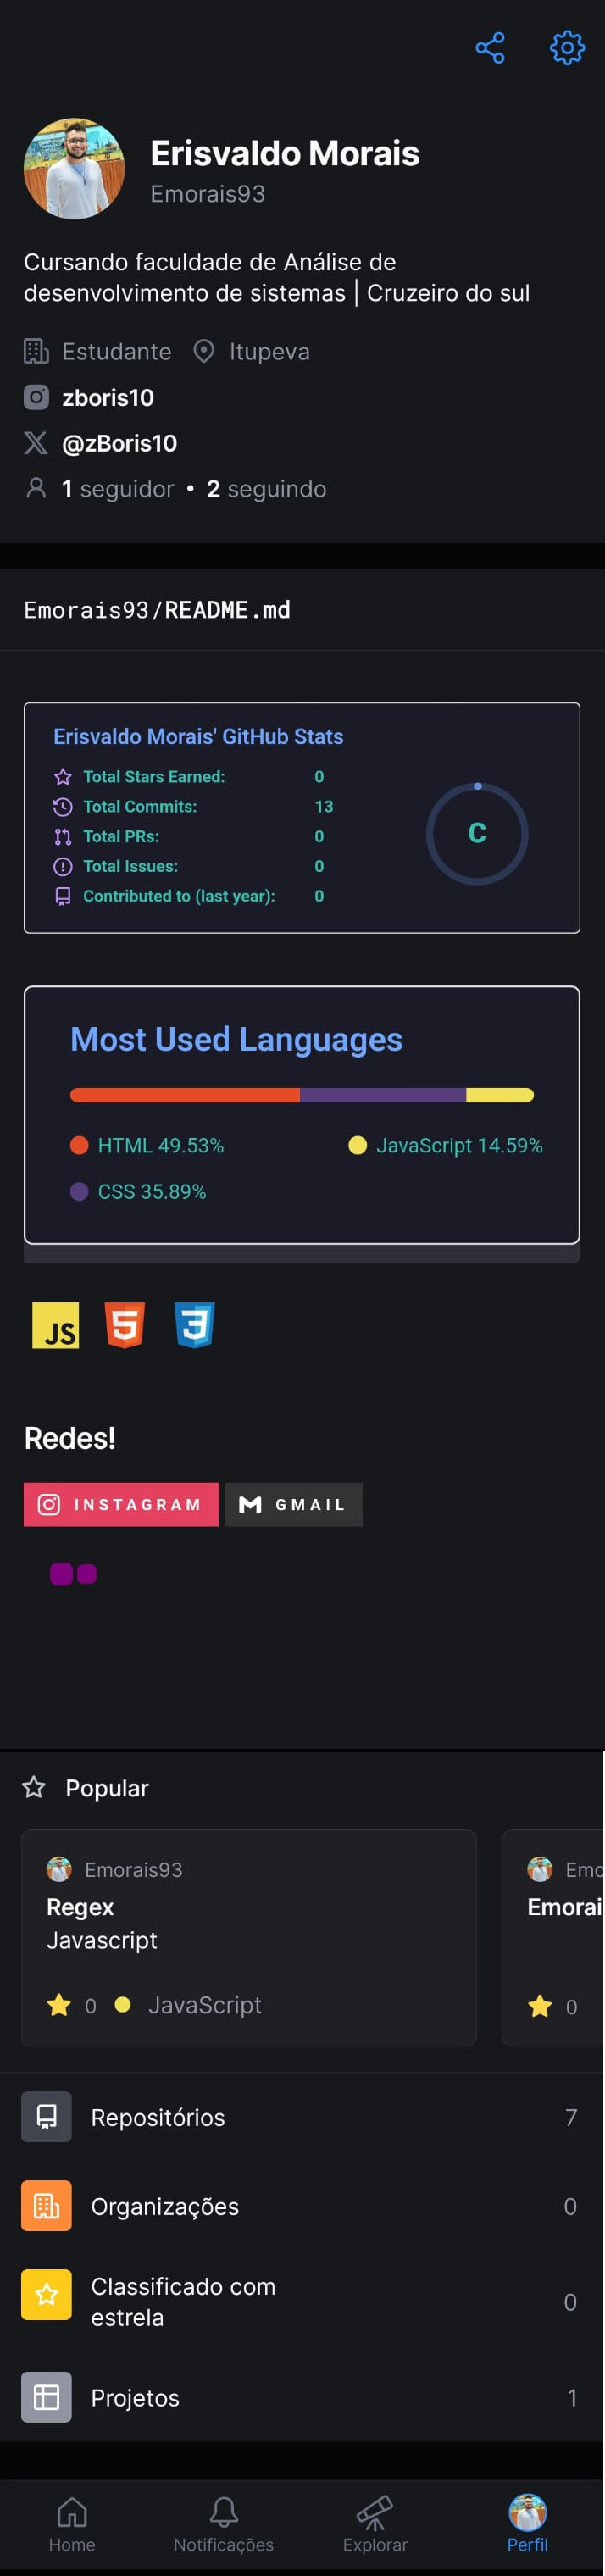 Erisvaldo Morais
Emorais93
Cursando faculdade de Análise de
desenvolvimento de sistemas | Cruzeiro do sul
Estudante Itupeva
zboris10
@zBoris10
1 seguidor • 2 seguindo
Emorais93/README.md
Erisvaldo Morais' GitHub Stats
Total Stars Earned: 0
Total Commits: 13
Total PRs: 0
Total Issues: 0
Contributed to (last year): 0
C
Most Used Languages
HTML 49.53% JavaScript 14.59%
CSS 35.89%
JS 5 3
Redes!
INSTAGRAM GMAIL
Popular
Emorais93 Emo
Regex Emorai
Javascript
0 JavaScript 0
Repositórios 7
Organizações 0
Classificado com
estrela 0
Projetos 1
Home Notificações Explorar Perfil